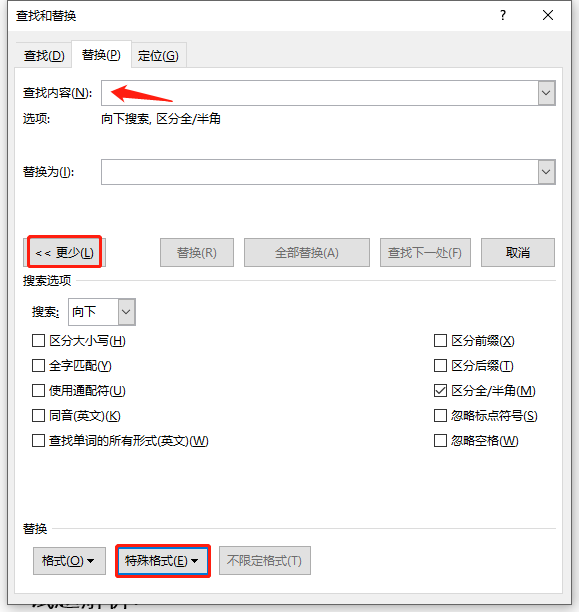 查找和替换
查找(D) 替换(P) 定位(G)
查找内容(N):
选项: 向下搜索, 区分全/半角
替换为(I):
<< 更少(L) 替换(R) 全部替换(A) 查找下一处(F) 取消
搜索选项
搜索: 向下
区分大小写(H) 区分前缀(X)
全字匹配(Y) 区分后缀(T)
使用通配符(U) 区分全/半角(M)
同音(英文)(K) 忽略标点符号(S)
查找单词的所有形式(英文)(W) 忽略空格(W)
替换
格式(O) 特殊格式(E) 不限定格式(T)